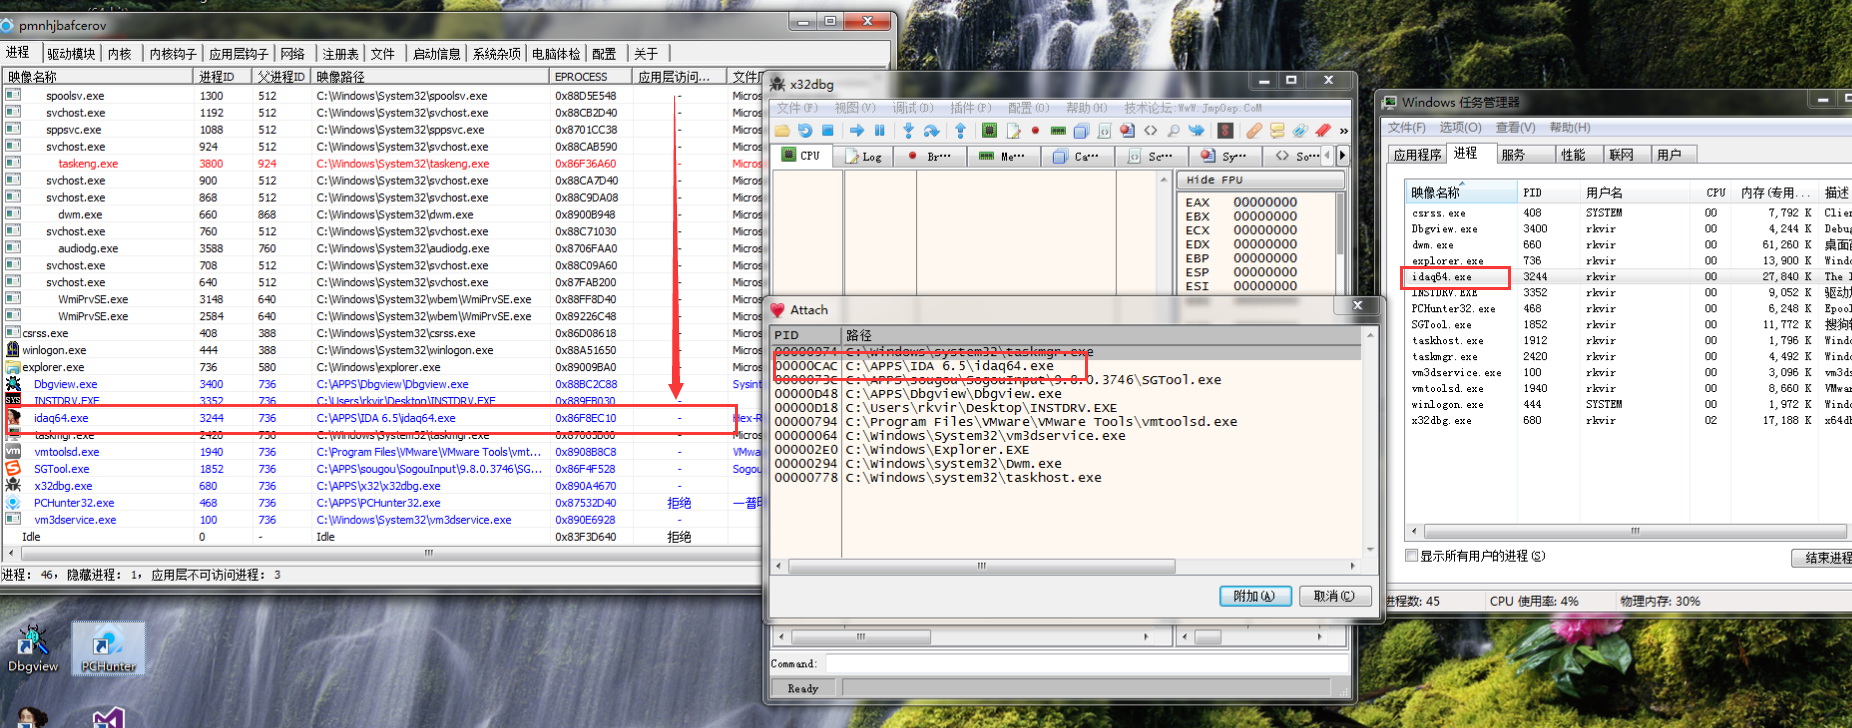 pmnhjbafcerov
进程 驱动模块 内核 内核钩子 应用层钩子 网络 注册表 文件 启动信息 系统杂项 电脑体检 配置 关于
映像名称 进程ID 父进程ID 映像路径 EPROCESS 应用层访问...
spoolsv.exe 1300 512 C:\Windows\System32\spoolsv.exe 0x88D5E548 - Micros
svchost.exe 1192 512 C:\Windows\System32\svchost.exe 0x88CB2D40 - Micros
sppsvc.exe 1088 512 C:\Windows\System32\sppsvc.exe 0x8701CC38 - Micros
svchost.exe 1024 512 C:\Windows\System32\svchost.exe 0x88CAB590 - Micros
taskeng.exe 3800 924 C:\Windows\System32\taskeng.exe 0x86F36A60 - Micros
svchost.exe 900 512 C:\Windows\System32\svchost.exe 0x88CA7D40 - Micros
svchost.exe 868 512 C:\Windows\System32\svchost.exe 0x88C9DA08 - Micros
dwm.exe 660 868 C:\Windows\System32\dwm.exe 0x8900B948 - Micros
svchost.exe 760 512 C:\Windows\System32\svchost.exe 0x88C71030 - Micros
audiodg.exe 3588 760 C:\Windows\System32\audiodg.exe 0x8706FAA0 - Micros
svchost.exe 708 512 C:\Windows\System32\svchost.exe 0x88C09A60 - Micros
svchost.exe 640 512 C:\Windows\System32\svchost.exe 0x87FAB200 - Micros
WmiPrvSE.exe 3148 640 C:\Windows\System32\wbem\WmiPrvSE.exe 0x88FF8D40 - Micros
WmiPrvSE.exe 2584 640 C:\Windows\System32\wbem\WmiPrvSE.exe 0x89226C48 - Micros
csrss.exe 408 388 C:\Windows\System32\csrss.exe 0x86D08618 - Micros
winlogon.exe 444 388 C:\Windows\System32\winlogon.exe 0x88A51650 - Micros
explorer.exe 736 580 C:\Windows\explorer.exe 0x89009BA0 - Micros
Dbgview.exe 3400 736 C:\APPS\Dbgview\Dbgview.exe 0x88BC2C88 - Sysint
INSTDRV.EXE 3352 736 C:\Users\rkvir\Desktop\INSTDRV.EXE 0x889FB030 -
idaq64.exe 3244 736 C:\APPS\IDA 6.5\idaq64.exe 0x86F8EC10 - Hex-R
taskmgr.exe 2420 736 C:\Windows\System32\taskmgr.exe - Micros
vmtoolsd.exe 1940 736 C:\Program Files\VMware\VMware Tools\vmt... 0x8908B8C8 - VMwa
SGTool.exe 1852 736 C:\APPS\sougou\SogouInput\9.8.0.3746\SG... 0x86F4F528 - Sogou
x32dbg.exe 680 736 C:\APPS\x32\x32dbg.exe 0x890A4670 -
PCHunter32.exe 468 736 C:\APPS\PCHunter32.exe 0x87532D40 拒绝
vm3dservice.exe 100 736 C:\Windows\System32\vm3dservice.exe 0x890E6928 -
Idle 0 - Idle 0x83F3D640 拒绝
进程: 46, 隐藏进程: 1, 应用层不可访问进程: 3
Dbgview
PCHunter
x32dbg
文件(F) 视图(V) 调试(D) 插件(P) 配置(O) 帮助(H) 技术论坛:WwW.JmpOep.CoM
CPU Log Br⋯ Me⋯ Ca⋯ Sc⋯ Sy⋯ So⋯
Hide FPU
EAX 00000000
EBX 00000000
ECX 00000000
EDX 00000000
EBP 00000000
ESP 00000000
ESI 00000000
Attach
PID 路径
00000974 C:\Windows\system32\taskmgr.exe
00000CAC C:\APPS\IDA 6.5\idaq64.exe
0000073C C:\APPS\sougou\SogouInput\9.8.0.3746\SGTool.exe
00000D48 C:\APPS\Dbgview\Dbgview.exe
00000D18 C:\Users\rkvir\Desktop\INSTDRV.EXE
00000794 C:\Program Files\VMware\VMware Tools\vmtoolsd.exe
00000064 C:\Windows\System32\vm3dservice.exe
000002E0 C:\Windows\Explorer.EXE
00000294 C:\Windows\system32\Dwm.exe
00000778 C:\Windows\system32\taskhost.exe
附加(A) 取消(C)
Command:
Ready
Windows 任务管理器
文件(F) 选项(O) 查看(V) 帮助(H)
应用程序 进程 服务 性能 联网 用户
映像名称 PID 用户名 CPU 内存(专用... 描述
csrss.exe 408 SYSTEM 00 7,792 K Clien
Dbgview.exe 3400 rkvir 00 4,244 K Debug
dwm.exe 660 rkvir 00 61,260 K 桌面窗
explorer.exe 736 rkvir 00 13,900 K Windo
idaq64.exe 3244 rkvir 00 27,840 K The I
INSTDRV.EXE 3352 rkvir 00 9,052 K 驱动加
PCHunter32.exe 468 rkvir 00 6,248 K Epool
SGTool.exe 1852 rkvir 00 11,772 K 搜狗输
taskhost.exe 1912 rkvir 00 1,796 K Windo
taskmgr.exe 2420 rkvir 00 4,492 K Windo
vm3dservice.exe 100 rkvir 00 3,096 K vm3ds
vmtoolsd.exe 1940 rkvir 00 8,660 K VMwar
winlogon.exe 444 SYSTEM 00 1,972 K Windo
x32dbg.exe 680 rkvir 02 17,188 K x64db
显示所有用户的进程(S) 结束进程
进程数: 45 CPU 使用率: 4% 物理内存: 30%